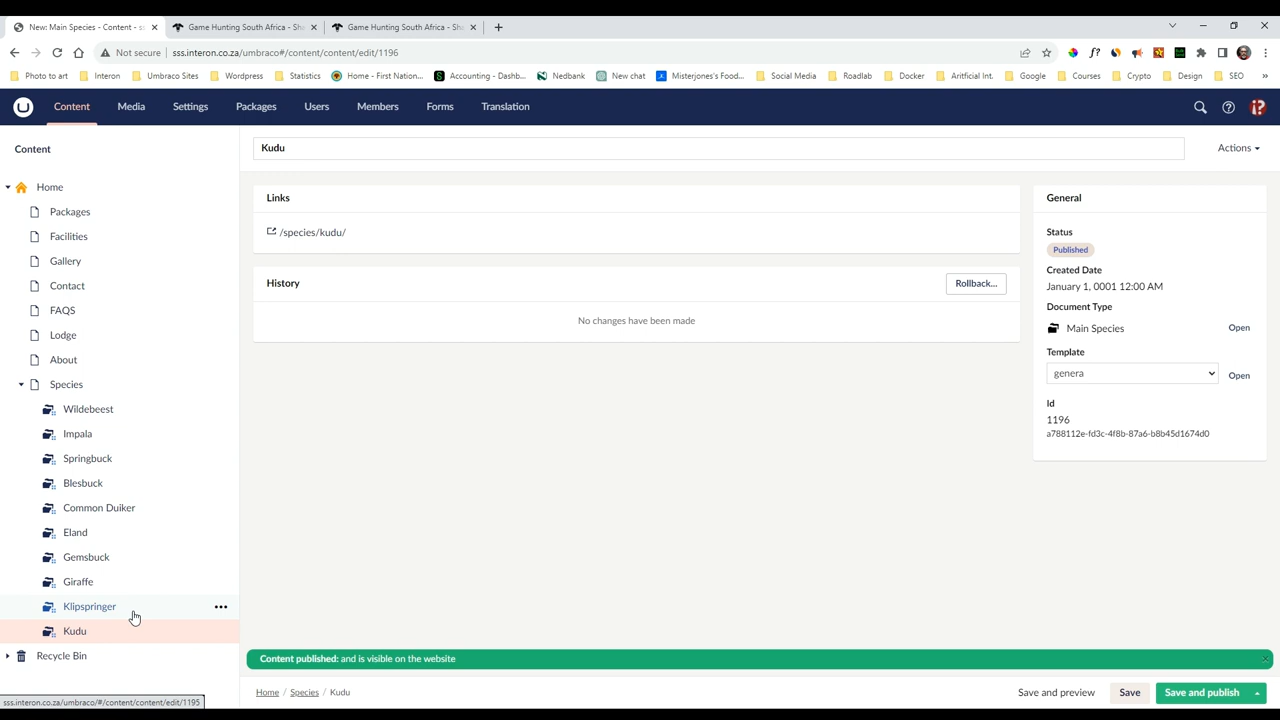 New: Main Species - Content - ss
Game Hunting South Africa - She
Game Hunting South Africa - She
Not secure | sss.interon.co.za/umbraco#/content/content/edit/1196
Photo to art
Interon
Umbraco Sites
Wordpress
Statistics
Home - First Nation...
Accounting - Dashb...
Nedbank
New chat
Misterjones's Food...
Social Media
Roadlab
Docker
Aritficial Int.
Google
Courses
Crypto
Design
SEO
Content
Media
Settings
Packages
Users
Members
Forms
Translation
Content
Home
Packages
Facilities
Gallery
Contact
FAQS
Lodge
About
Species
Wildebeest
Impala
Springbuck
Blesbuck
Common Duiker
Eland
Gemsbuck
Giraffe
Klipspringer
Kudu
Recycle Bin
sss.interon.co.za/umbraco/#/content/content/edit/1195
Kudu
Actions
Links
/species/kudu/
History
Rollback...
No changes have been made
General
Status
Published
Created Date
January 1, 0001 12:00 AM
Document Type
Main Species Open
Template
genera Open
Id
1196
a788112e-fd3c-4f8b-87a6-b8b45d1674d0
Content published: and is visible on the website
Home / Species / Kudu
Save and preview
Save
Save and publish